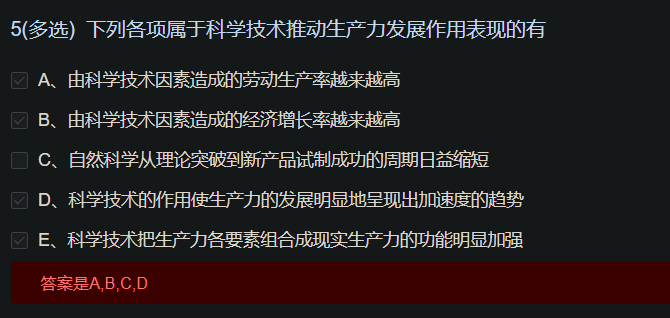 5(多选) 下列各项属于科学技术推动生产力发展作用表现的有
A、由科学技术因素造成的劳动生产率越来越高
B、由科学技术因素造成的经济增长率越来越高
C、自然科学从理论突破到新产品试制成功的周期日益缩短
D、科学技术的作用使生产力的发展明显地呈现出加速度的趋势
E、科学技术把生产力各要素组合成现实生产力的功能明显加强
答案是A,B,C,D